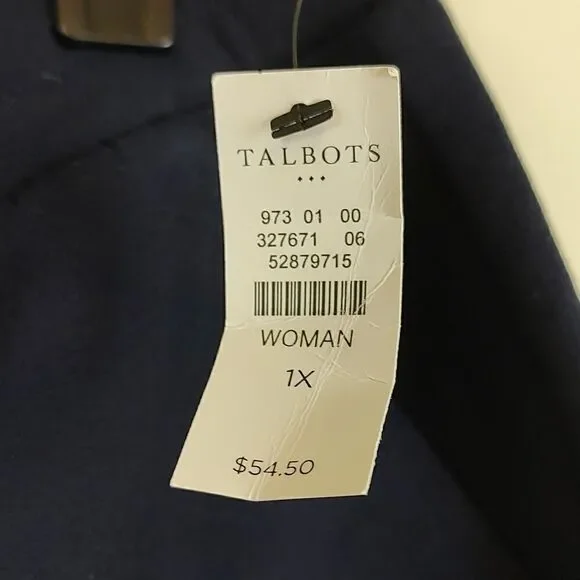 TALBOTS
973 01 00
327671 06
52879715
WOMAN
1X
$54.50